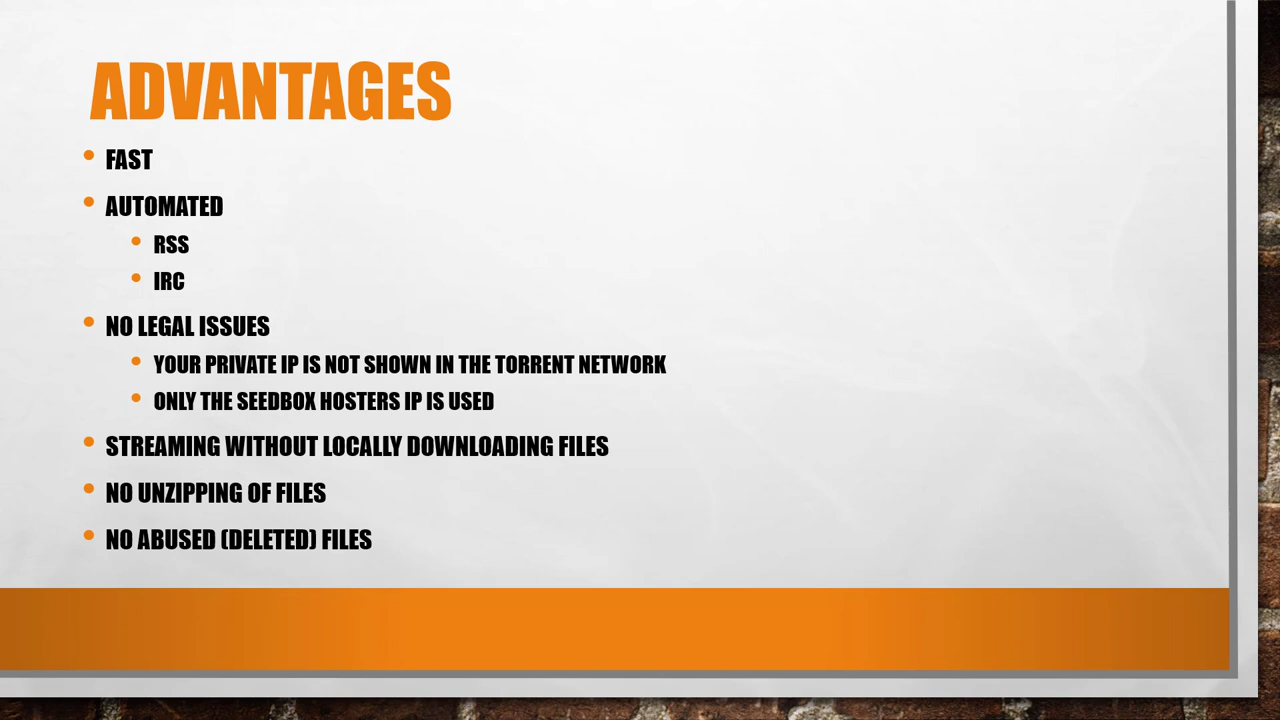 ADVANTAGES
• FAST
• AUTOMATED
• RSS
• IRC
• NO LEGAL ISSUES
• YOUR PRIVATE IP IS NOT SHOWN IN THE TORRENT NETWORK
• ONLY THE SEEDBOX HOSTERS IP IS USED
• STREAMING WITHOUT LOCALLY DOWNLOADING FILES
• NO UNZIPPING OF FILES
• NO ABUSED (DELETED) FILES